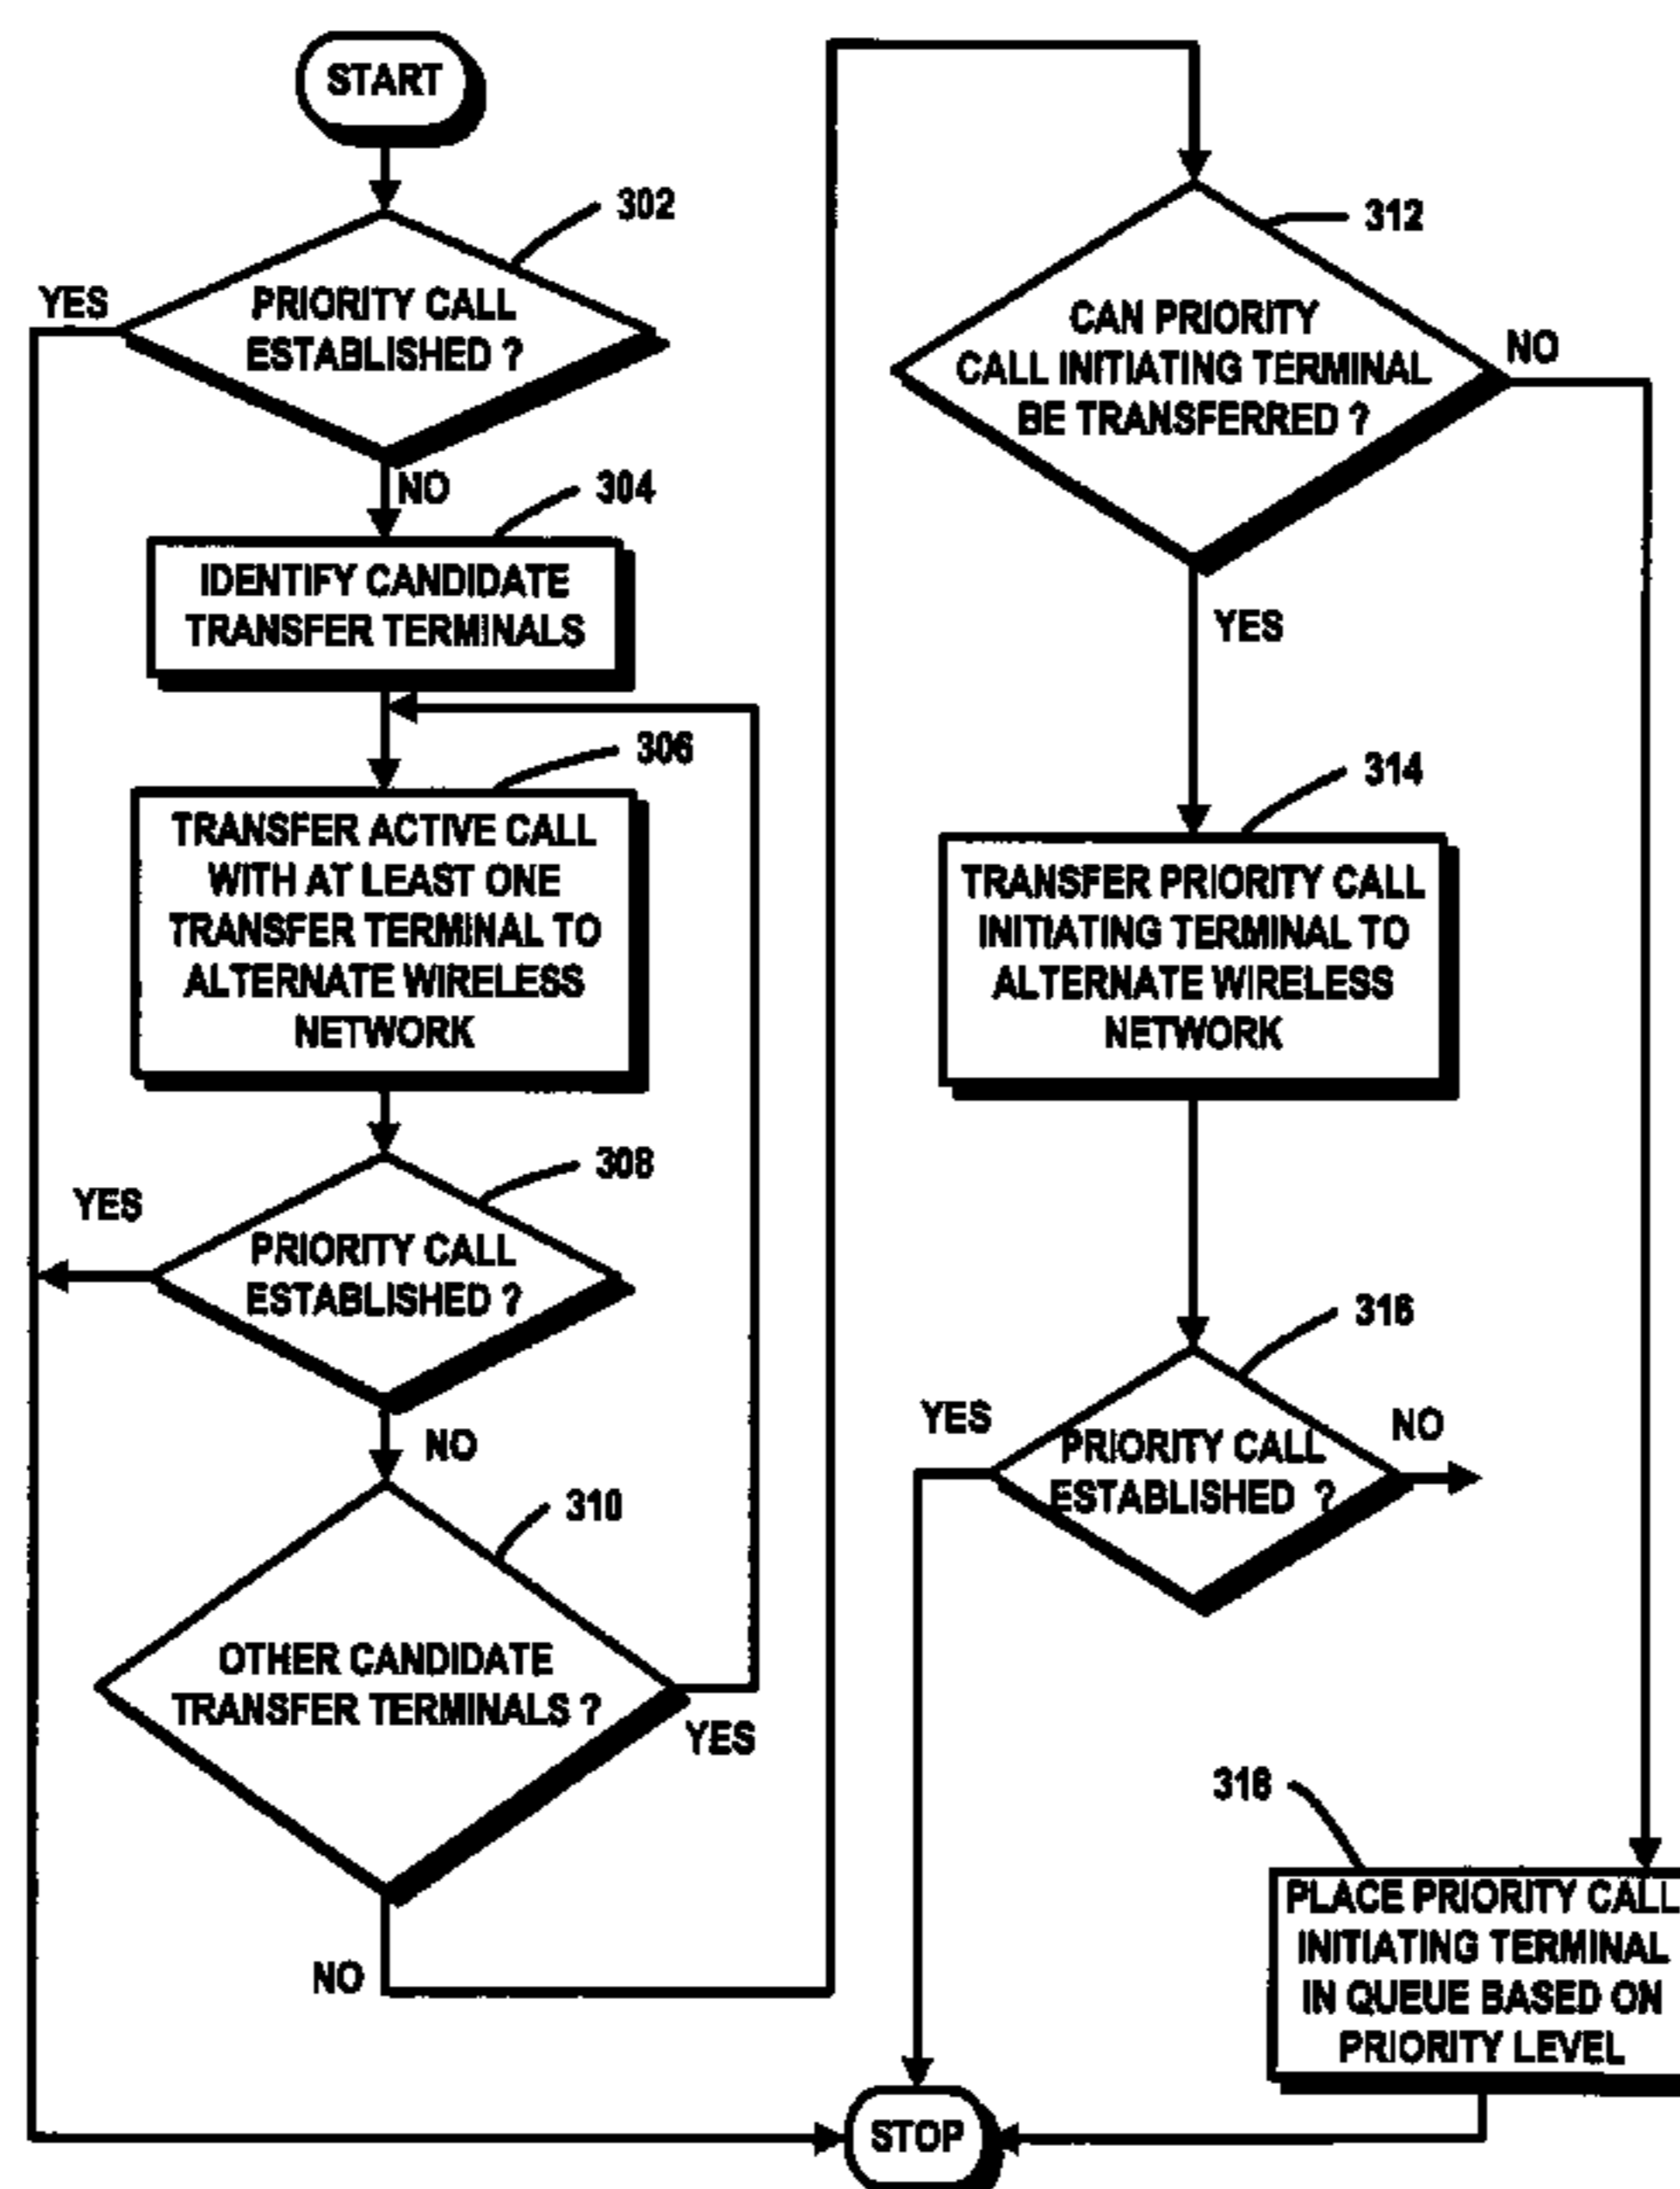 START
302
YES
PRIORITY CALL
ESTABLISHED ?
NO
304
IDENTIFY CANDIDATE
TRANSFER TERMINALS
306
TRANSFER ACTIVE CALL
WITH AT LEAST ONE
TRANSFER TERMINAL TO
ALTERNATE WIRELESS
NETWORK
308
YES
PRIORITY CALL
ESTABLISHED ?
NO
310
OTHER CANDIDATE
TRANSFER TERMINALS ?
YES
NO
312
CAN PRIORITY
CALL INITIATING TERMINAL
BE TRANSFERRED ?
NO
YES
314
TRANSFER PRIORITY CALL
INITIATING TERMINAL TO
ALTERNATE WIRELESS
NETWORK
316
YES
NO
PRIORITY CALL
ESTABLISHED ?
318
PLACE PRIORITY CALL
INITIATING TERMINAL
IN QUEUE BASED ON
PRIORITY LEVEL
STOP